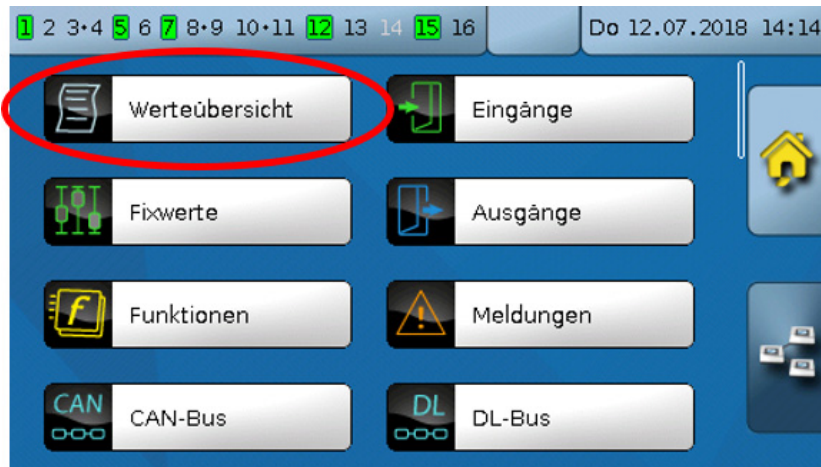 1 2 3·4 5 6 7 8·9 10·11 12 13 14 15 16 Do 12.07.2018 14:14
Werteübersicht Eingänge
Fixwerte Ausgänge
f Funktionen Meldungen
CAN CAN-Bus DL DL-Bus